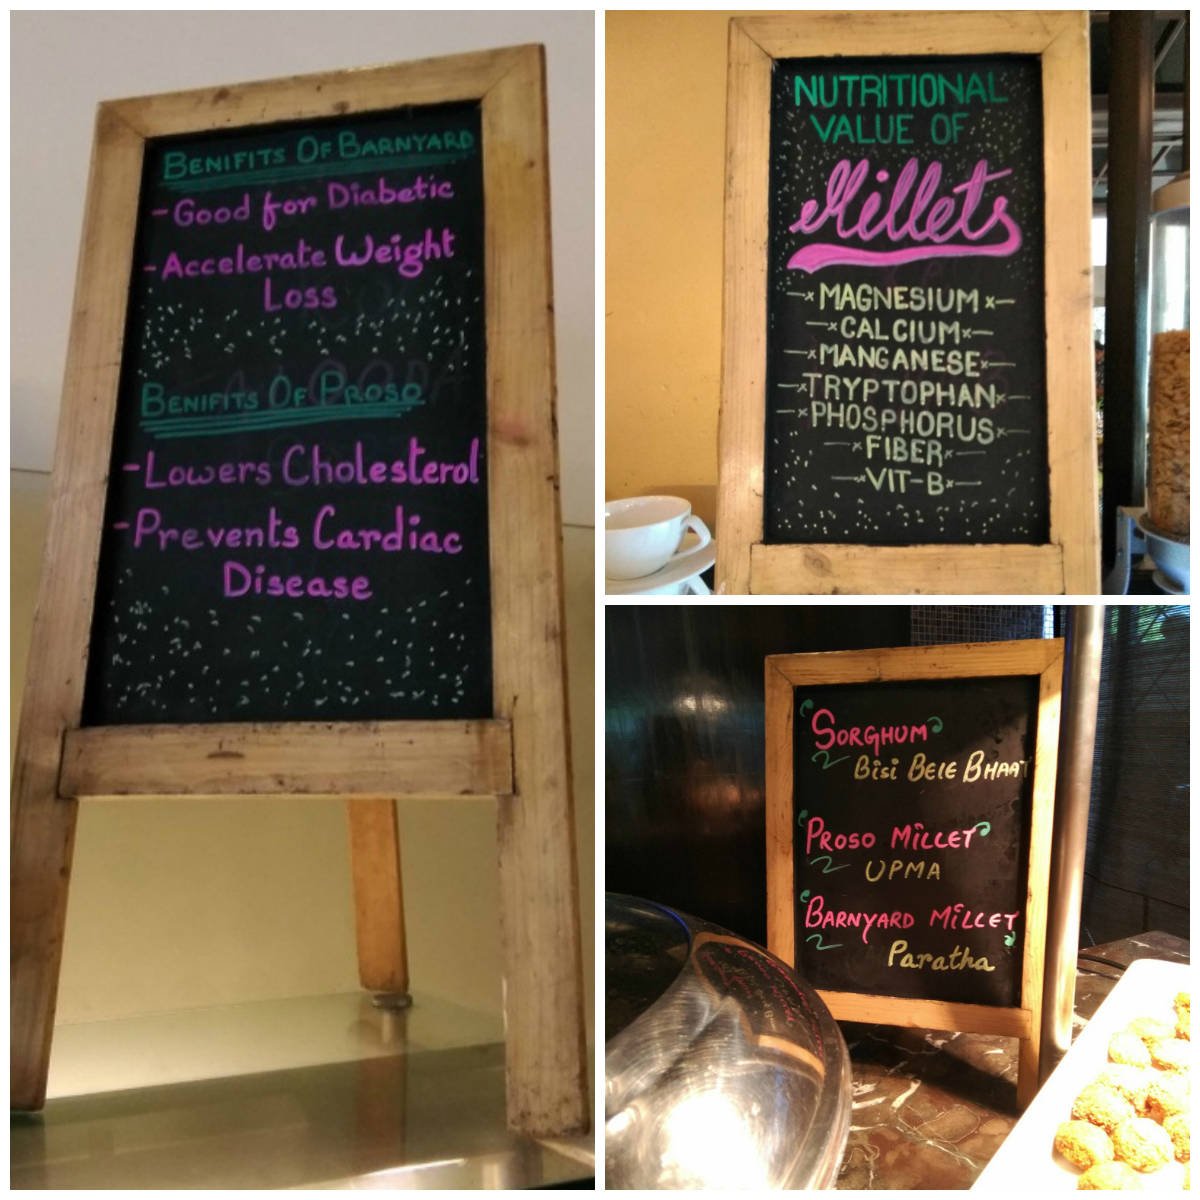 BENIFITS OF BARNYARD
- Good for Diabetic
- Accelerate Weight
Loss
BENIFITS OF PROSO
- Lowers Cholesterol
- Prevents Cardiac
Disease
NUTRITIONAL
VALUE OF
Millets
MAGNESIUM
CALCIUM
MANGANESE
TRYPTOPHAN
PHOSPHORUS
FIBER
VIT-B
SORGHUM
BISI BELE BHAAT
PROSO MILLET
UPMA
BARNYARD MILLET
Paratha